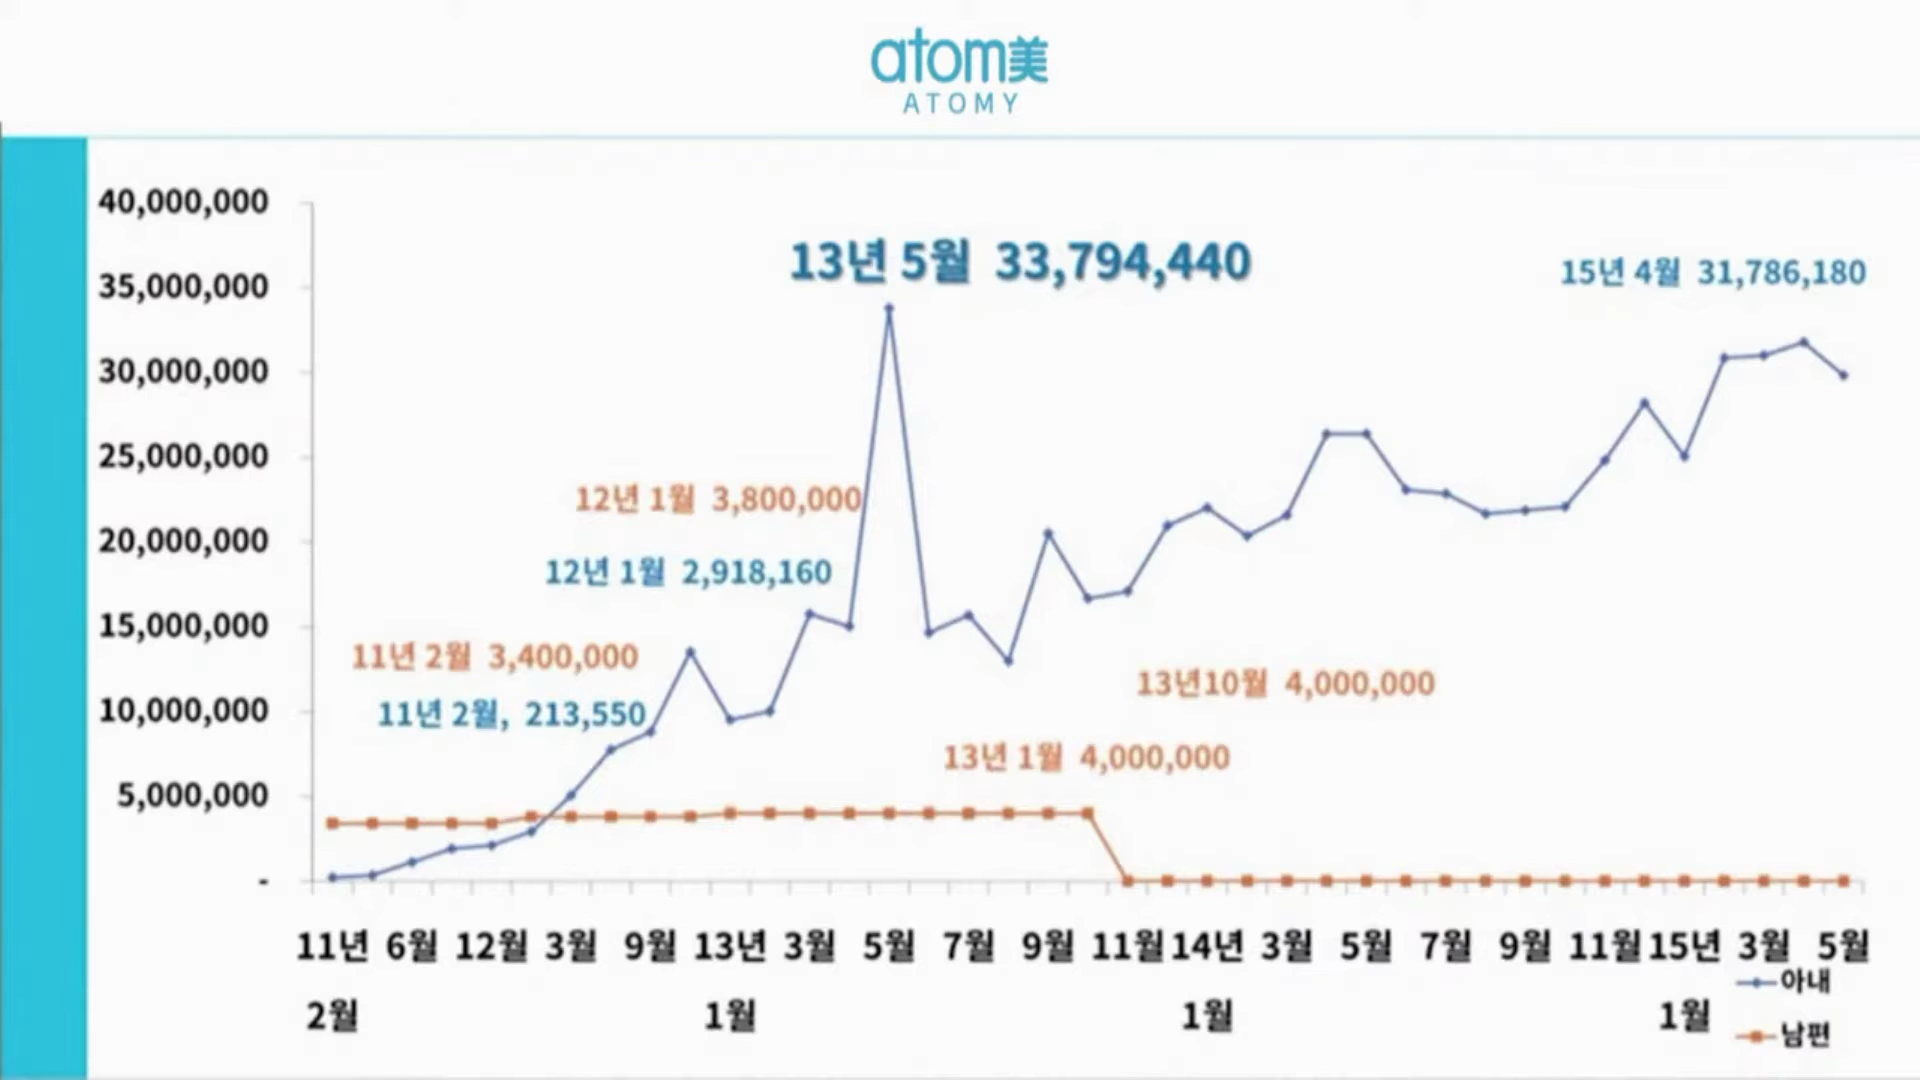 atom美
ATOMY
40,000,000
35,000,000
30,000,000
25,000,000
20,000,000
15,000,000
10,000,000
5,000,000
-
13년 5월 33,794,440
15년 4월 31,786,180
12년 1월 3,800,000
12년 1월 2,918,160
11년 2월 3,400,000
11년 2월, 213,550
13년10월 4,000,000
13년 1월 4,000,000
11년 6월 12월 3월 9월 13년 3월 5월 7월 9월 11월 14년 3월 5월 7월 9월 11월 15년 3월 5월
2월 1월 1월 1월
아내
남편